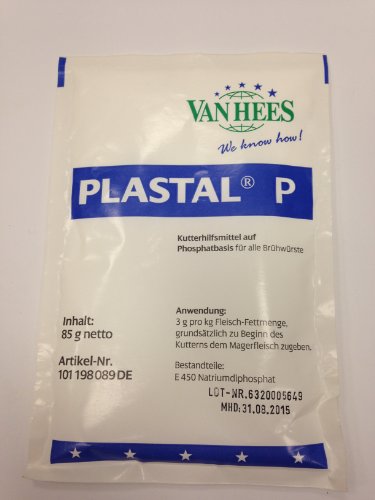 VAN HEES
We know how!
PLASTAL® P
Kutterhilfsmittel auf
Phosphatbasis für alle Brühwürste
Inhalt:
85 g netto
Artikel-Nr.
101 198 089 DE
Anwendung:
3 g pro kg Fleisch-Fettmenge,
grundsätzlich zu Beginn des
Kutterns dem Magerfleisch zugeben.
Bestandteile:
E 450 Natriumdiphosphat
LOT-NR.6320005649
MHD:31.08.2015